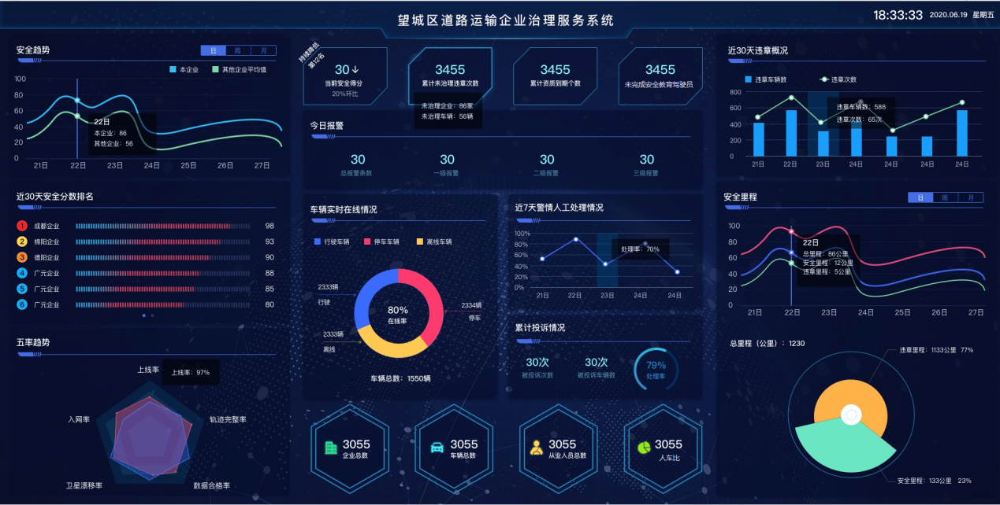 望城区道路运输企业治理服务系统
18:33:33 2020.06.19 星期五
安全趋势
日 周 月
本企业 其他企业平均值
100
80
60
40
20
0
22日
本企业：86
其他企业：56
21日 22日 23日 24日 25日 26日 27日
近30天安全分数排名
1 成都企业 98
2 绵阳企业 93
3 德阳企业 90
4 广元企业 88
5 广元企业 85
6 广元企业 80
五率趋势
上线率
上线率：97%
入网率
轨迹完整率
卫星漂移率
数据合格率
持续降低
第12名
30
当前安全得分
20%环比
3455
累计未治理违章次数
未治理企业：86家
未治理车辆：56辆
3455
累计资质到期个数
3455
未完成安全教育驾驶员
今日报警
30 30 30 30
总报警条数 一级报警 二级报警 三级报警
车辆实时在线情况
行驶车辆 停车车辆 离线车辆
2333辆
行驶
2334辆
停车
80%
在线率
2333辆
离线
车辆总数：1550辆
近7天警情人工处理情况
100%
80%
60%
40%
20%
0%
处理率：70%
21日 22日 23日 24日 24日
累计投诉情况
30次
被投诉次数
30次
被投诉车辆数
79%
处理率
3055
企业总数
3055
车辆总数
3055
从业人员总数
3055
人车比
近30天违章概况
违章车辆数 违章次数
800
600
400
200
0
违章车辆数：588
违章次数：65次
21日 22日 23日 24日 24日 24日 24日
安全里程
日 周 月
100
80
60
40
20
0
22日
总里程：86公里
安全里程：12公里
违章里程：5公里
21日 22日 23日 24日 25日 26日 27日
总里程（公里）：1230
违章里程：1133公里 77%
安全里程：133公里 23%